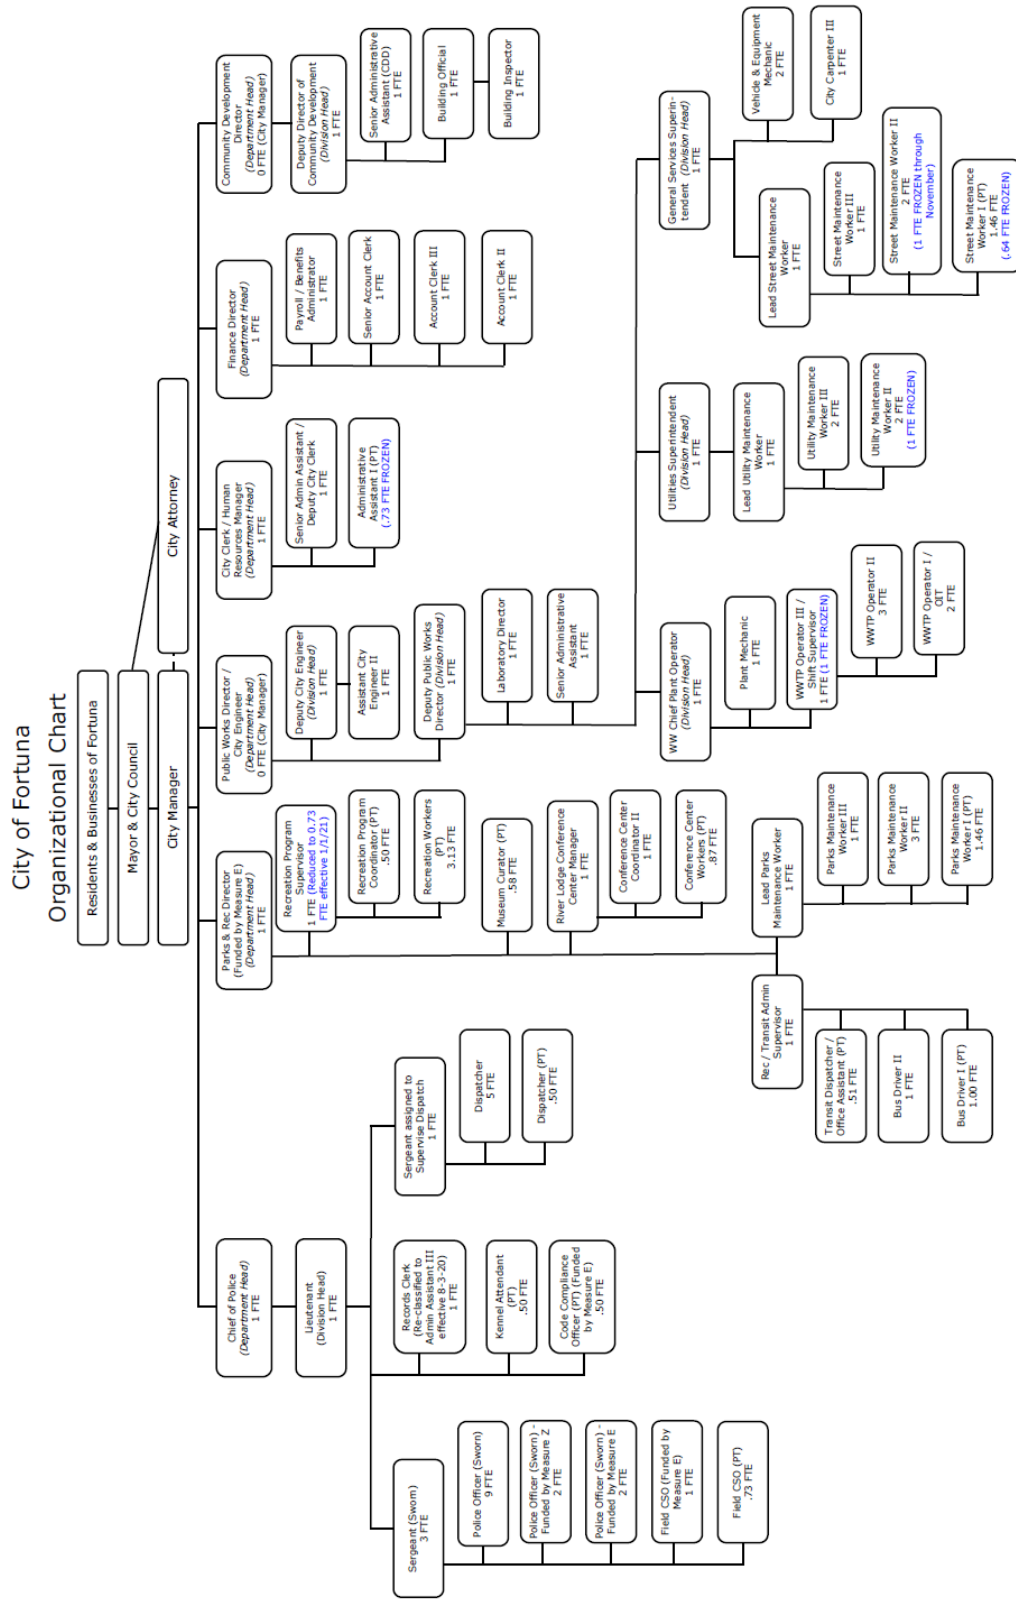 City of Fortuna
Organizational Chart
Residents & Businesses of Fortuna
Mayor & City Council
City Manager
City Attorney
Chief of Police
(Department Head)
1 FTE
Lieutenant
(Division Head)
1 FTE
Sergeant (Sworn)
3 FTE
Police Officer (Sworn)
9 FTE
Police Officer (Sworn) -
Funded by Measure Z
2 FTE
Police Officer (Sworn) -
Funded by Measure E
2 FTE
Field CSO (Funded by
Measure E)
1 FTE
Field CSO (PT)
.73 FTE
Records Clerk
(Re-classified to
Admin Assistant III
effective 8-3-20)
1 FTE
Kennel Attendant
(PT)
.50 FTE
Code Compliance
Officer (PT) (Funded
by Measure E)
.50 FTE
Sergeant assigned to
Supervise Dispatch
1 FTE
Dispatcher
5 FTE
Dispatcher (PT)
.50 FTE
Parks & Rec Director
(Funded by Measure E)
(Department Head)
1 FTE
Recreation Program
Supervisor
1 FTE (Reduced to 0.73
FTE effective 1/1/21)
Recreation Program
Coordinator (PT)
.50 FTE
Recreation Workers
(PT)
3.13 FTE
Museum Curator (PT)
.58 FTE
River Lodge Conference
Center Manager
1 FTE
Conference Center
Coordinator II
1 FTE
Conference Center
Workers (PT)
.87 FTE
Rec / Transit Admin
Supervisor
1 FTE
Transit Dispatcher /
Office Assistant (PT)
.51 FTE
Bus Driver II
1 FTE
Bus Driver I (PT)
1.00 FTE
Lead Parks
Maintenance Worker
1 FTE
Parks Maintenance
Worker III
1 FTE
Parks Maintenance
Worker II
3 FTE
Parks Maintenance
Worker I (PT)
1.46 FTE
Public Works Director /
City Engineer
(Department Head)
0 FTE (City Manager)
Deputy City Engineer
(Division Head)
1 FTE
Assistant City
Engineer II
1 FTE
Deputy Public Works
Director (Division Head)
1 FTE
Laboratory Director
1 FTE
Senior Administrative
Assistant
1 FTE
WW Chief Plant Operator
(Division Head)
1 FTE
Plant Mechanic
1 FTE
WWTP Operator III /
Shift Supervisor
1 FTE (1 FTE FROZEN)
WWTP Operator II
3 FTE
WWTP Operator I /
OIT
2 FTE
Utilities Superintendent
(Division Head)
1 FTE
Lead Utility Maintenance
Worker
1 FTE
Utility Maintenance
Worker III
2 FTE
Utility Maintenance
Worker II
2 FTE
(1 FTE FROZEN)
General Services Superin-
tendent (Division Head)
1 FTE
Lead Street Maintenance
Worker
1 FTE
Street Maintenance
Worker III
1 FTE
Street Maintenance Worker II
2 FTE
(1 FTE FROZEN through
November)
Street Maintenance
Worker I (PT)
1.46 FTE
(.64 FTE FROZEN)
Vehicle & Equipment
Mechanic
2 FTE
City Carpenter III
1 FTE
City Clerk / Human
Resources Manager
(Department Head)
1 FTE
Senior Admin Assistant /
Deputy City Clerk
1 FTE
Administrative
Assistant I (PT)
(.73 FTE FROZEN)
Finance Director
(Department Head)
1 FTE
Payroll / Benefits
Administrator
1 FTE
Senior Account Clerk
1 FTE
Account Clerk III
1 FTE
Account Clerk II
1 FTE
Community Development
Director
(Department Head)
0 FTE (City Manager)
Deputy Director of
Community Development
(Division Head)
1 FTE
Senior Administrative
Assistant (CDD)
1 FTE
Building Official
1 FTE
Building Inspector
1 FTE